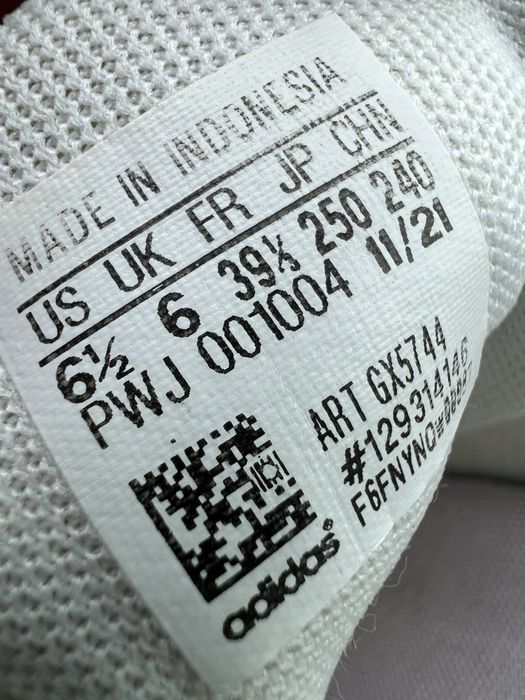 MADE IN INDONESIA
US UK FR JP CHN
6½ 6 39⅓ 250 240
PWJ 001004 11/21
ART GX5744
#129314146
adidas®